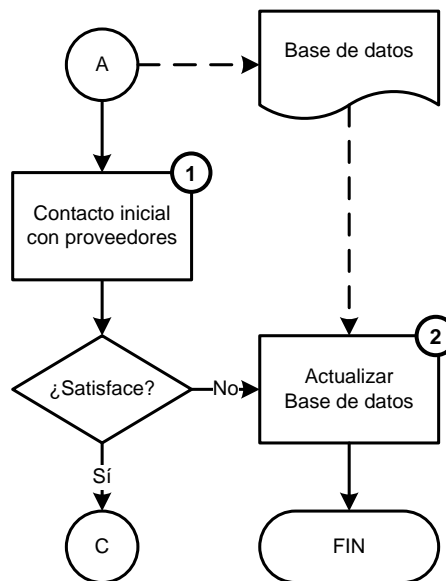 A
Base de datos
1
Contacto inicial
con proveedores
2
¿Satisface?
No
Actualizar
Base de datos
Sí
C
FIN